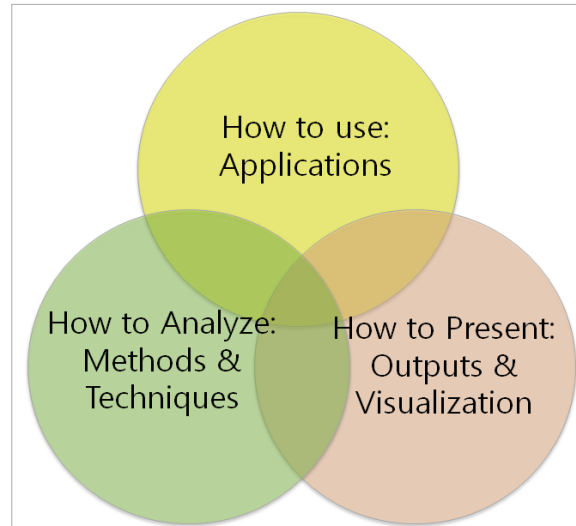 How to use:
Applications
How to Analyze:
Methods &
Techniques
How to Present:
Outputs &
Visualization